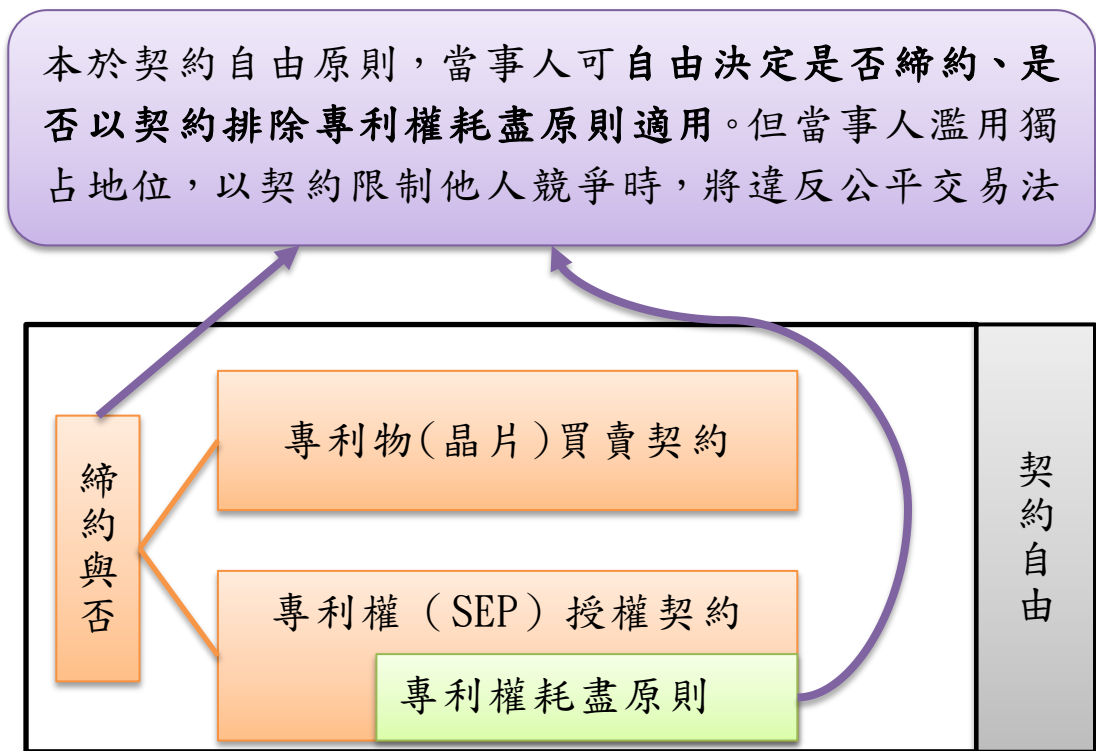 本於契約自由原則，當事人可自由決定是否締約、是
否以契約排除專利權耗盡原則適用。但當事人濫用獨
占地位，以契約限制他人競爭時，將違反公平交易法
締約與否
專利物(晶片)買賣契約
專利權（SEP）授權契約
專利權耗盡原則
契約自由